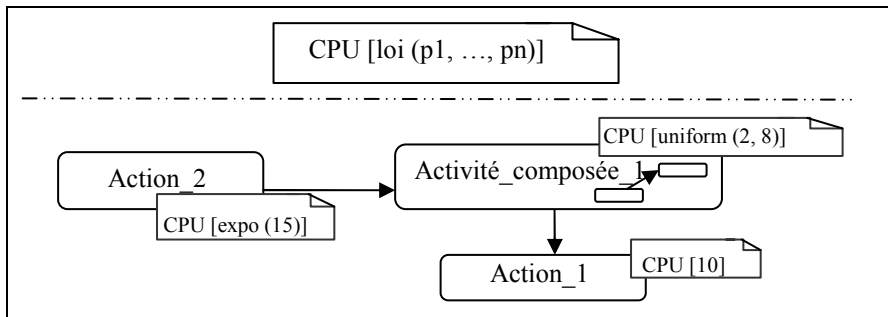 CPU [loi (p1, …, pn)]
CPU [uniform (2, 8)]
Action_2
Activité_composée_1
CPU [expo (15)]
Action_1
CPU [10]